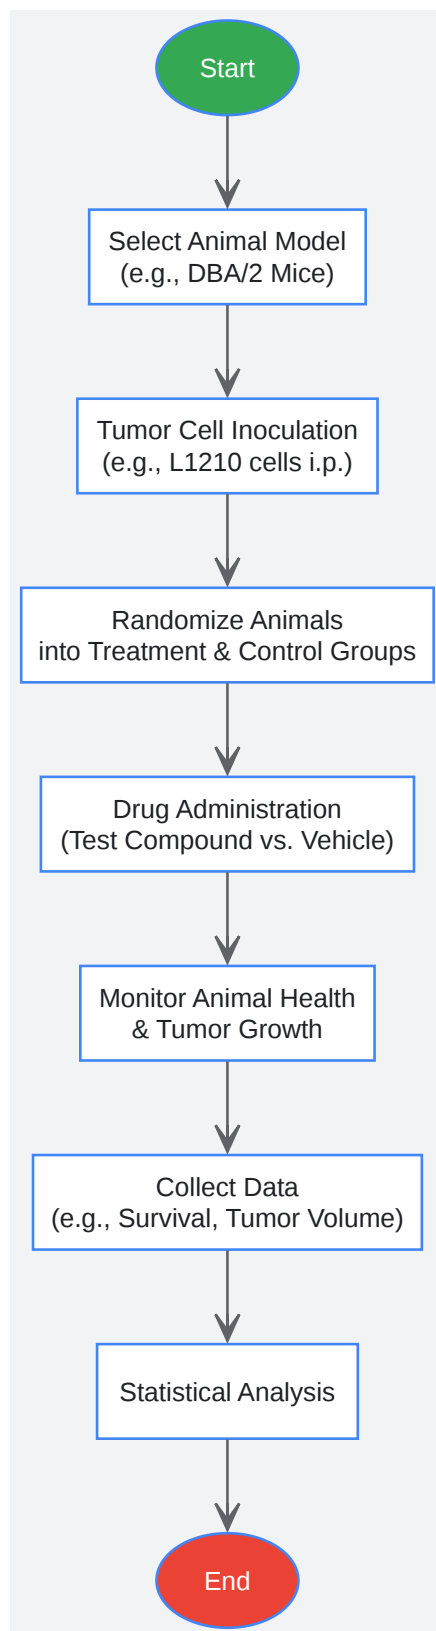 Start
Select Animal Model
(e.g., DBA/2 Mice)
Tumor Cell Inoculation
(e.g., L1210 cells i.p.)
Randomize Animals
into Treatment & Control Groups
Drug Administration
(Test Compound vs. Vehicle)
Monitor Animal Health
& Tumor Growth
Collect Data
(e.g., Survival, Tumor Volume)
Statistical Analysis
End